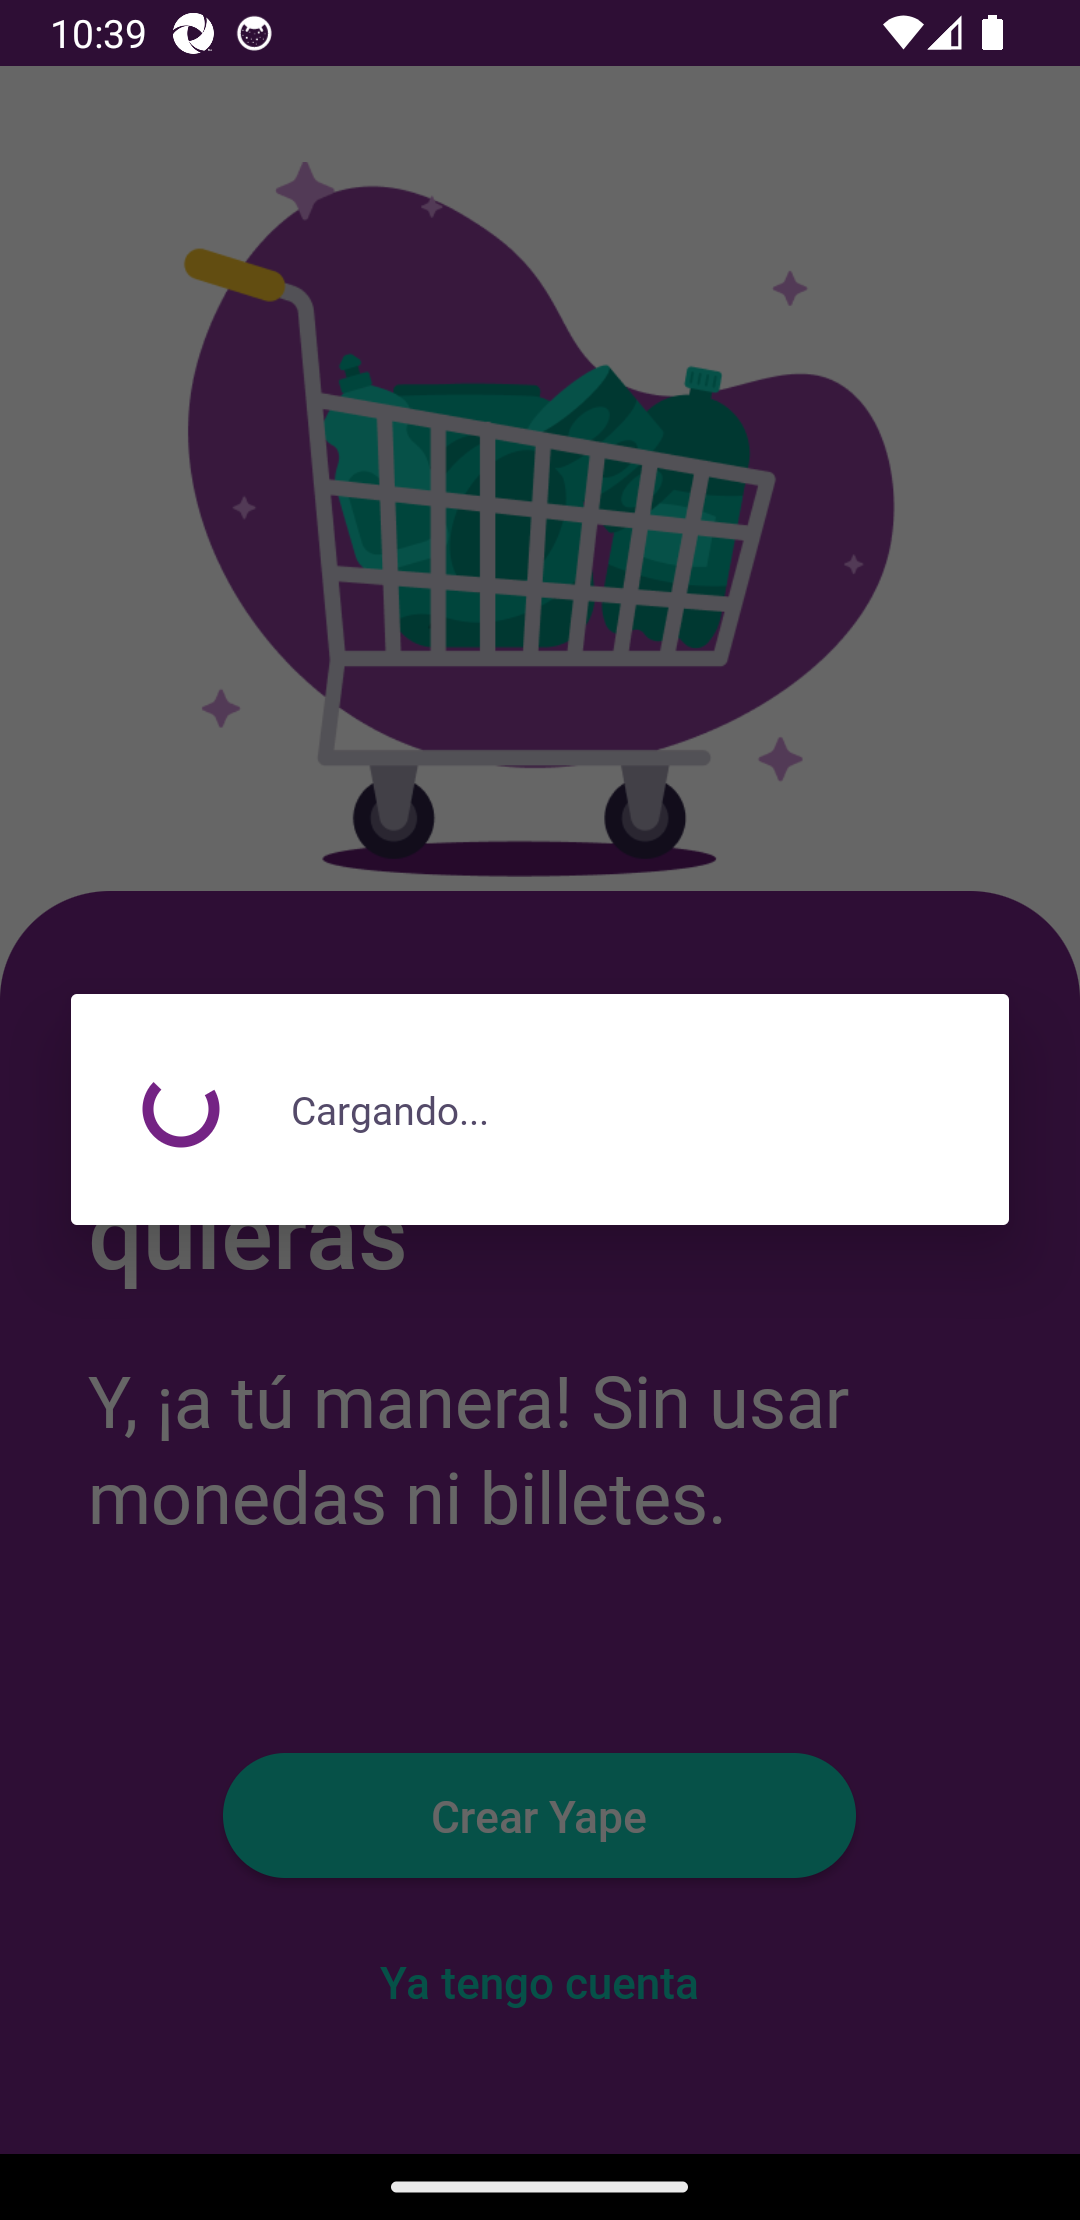 10:39
Cargando...
quieras
Y, ¡a tú manera! Sin usar
monedas ni billetes.
Crear Yape
Ya tengo cuenta